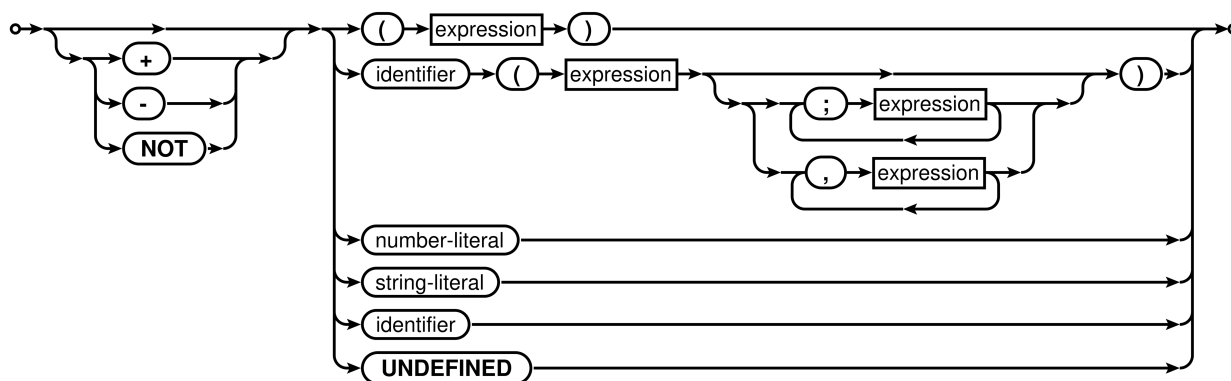 ( expression )
+ identifier ( expression )
- ; expression
NOT
, expression
number-literal
string-literal
identifier
UNDEFINED